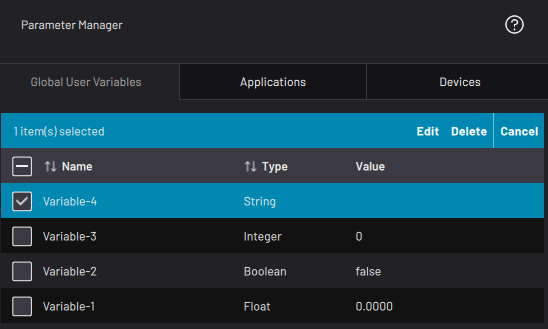 Parameter Manager
Global User Variables Applications Devices
1 item(s) selected Edit Delete Cancel
Name Type Value
Variable-4 String
Variable-3 Integer 0
Variable-2 Boolean false
Variable-1 Float 0.0000